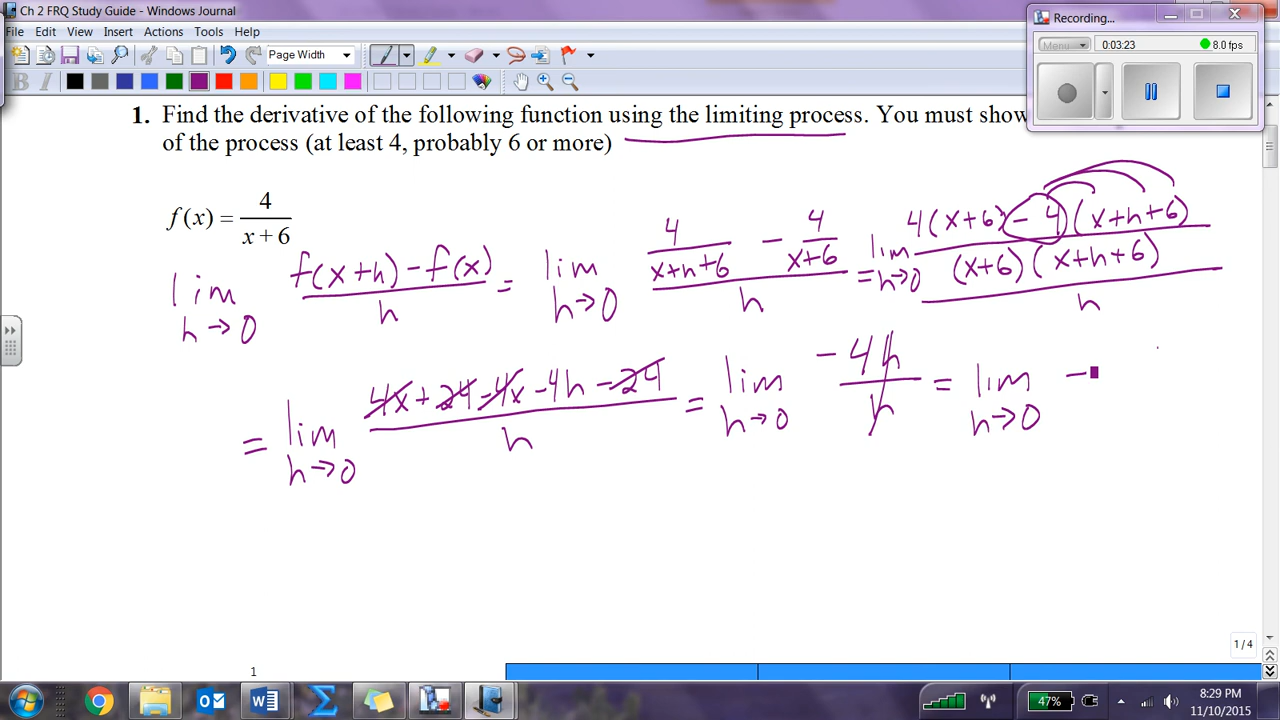 Ch 2 FRQ Study Guide - Windows Journal
File Edit View Insert Actions Tools Help
Page Width
B I U
Recording...
Menu 0:03:23 8.0 fps
1. Find the derivative of the following function using the limiting process. You must show
of the process (at least 4, probably 6 or more)
f(x) = 4/(x+6)
lim h→0 (f(x+h) - f(x))/h = lim h→0 (4/(x+h+6) - 4/(x+6))/h = lim h→0 ((4(x+6) - 4(x+h+6))/((x+6)(x+h+6)))/h
= lim h→0 (4x + 24 - 4x - 4h - 24)/h = lim h→0 -4h/h = lim h→0 -
1
1 / 4
47%
8:29 PM
11/10/2015